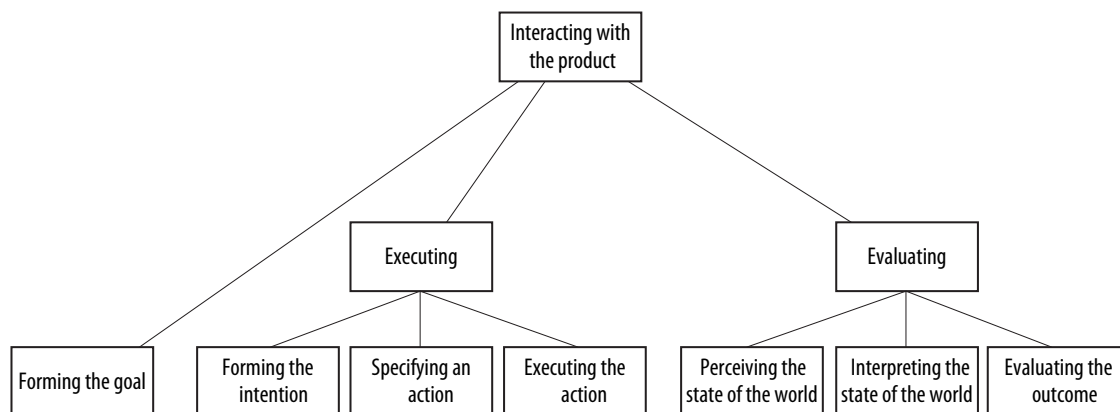 Interacting with
the product
Executing
Evaluating
Forming the goal
Forming the
intention
Specifying an
action
Executing the
action
Perceiving the
state of the world
Interpreting the
state of the world
Evaluating the
outcome